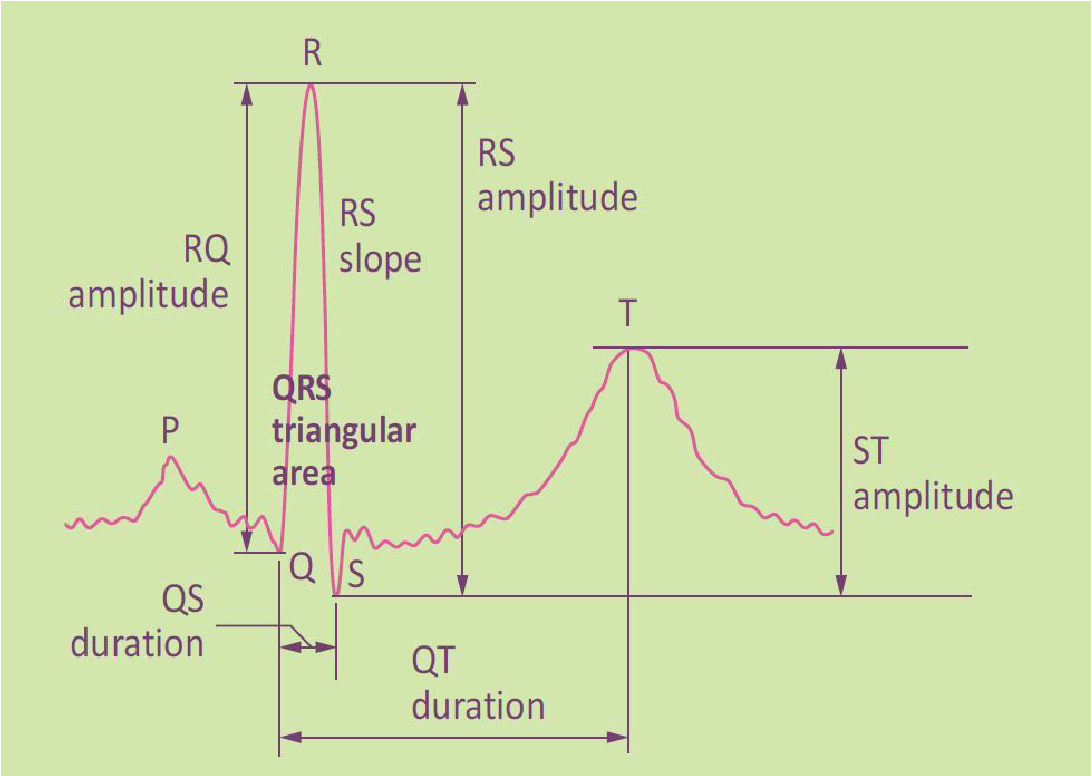 R
RS
amplitude
RS
slope
RQ
amplitude
T
QRS
triangular
area
P
ST
amplitude
Q
S
QS
duration
QT
duration